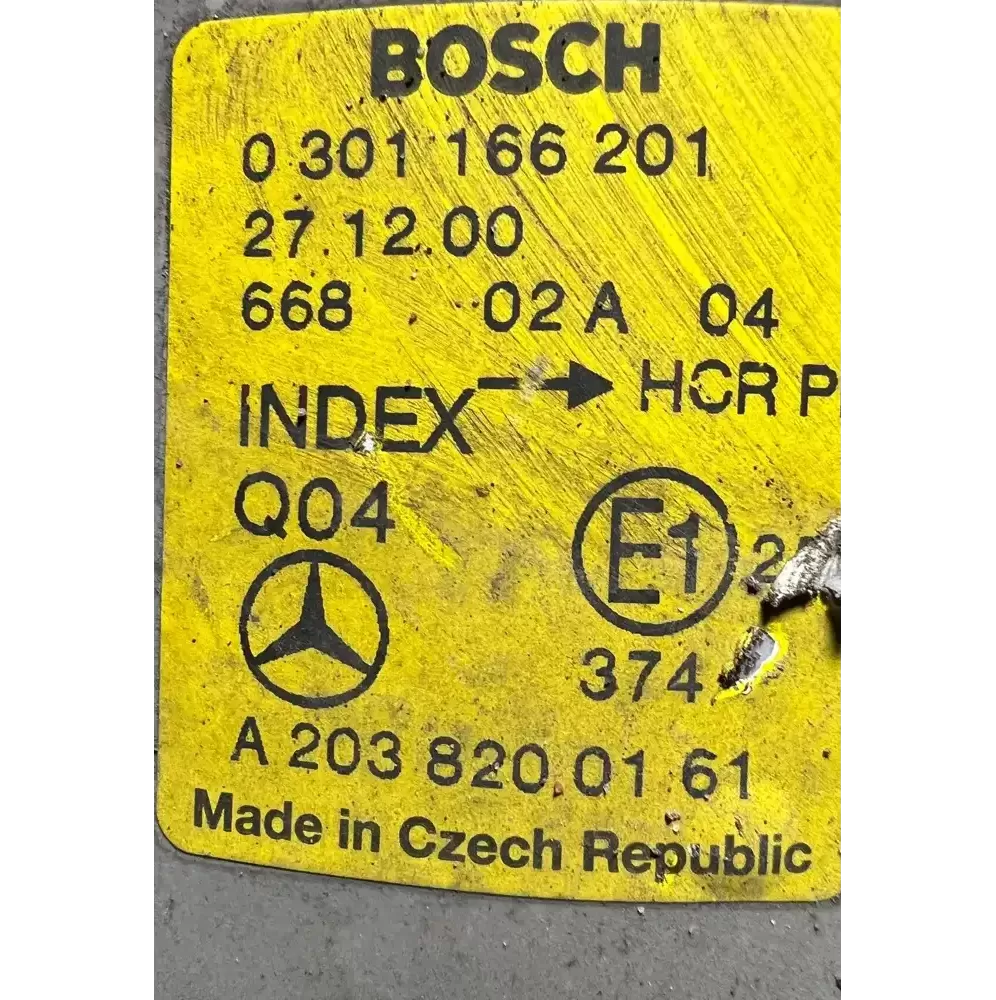 BOSCH
0 301 166 201
27.12.00
668 02 A 04
INDEX → HCR P
Q04
E1 2
374
A 203 820 01 61
Made in Czech Republic